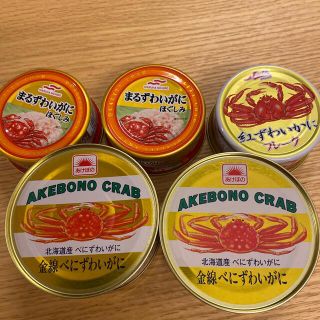 まるずわいがに
ほぐしみ
まるずわいがに
ほぐしみ
紅ずわいかに
フレーク
あけぼの
AKEBONO CRAB
北海道産 べにずわいがに
金線べにずわいがに
あけぼの
AKEBONO CRAB
北海道産 べにずわいがに
金線べにずわいがに